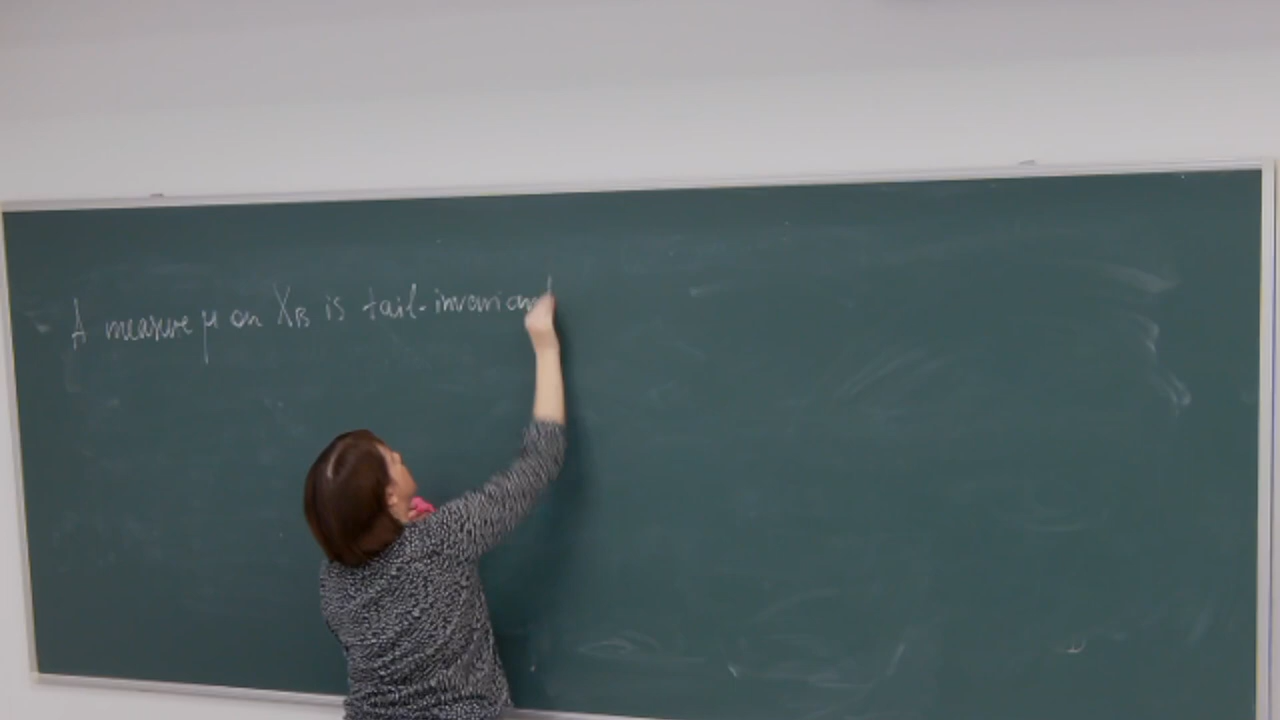 A measure μ on X_B is tail-invariant